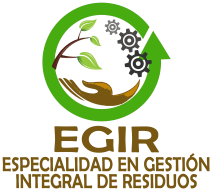 EGIR
ESPECIALIDAD EN GESTIÓN
INTEGRAL DE RESIDUOS